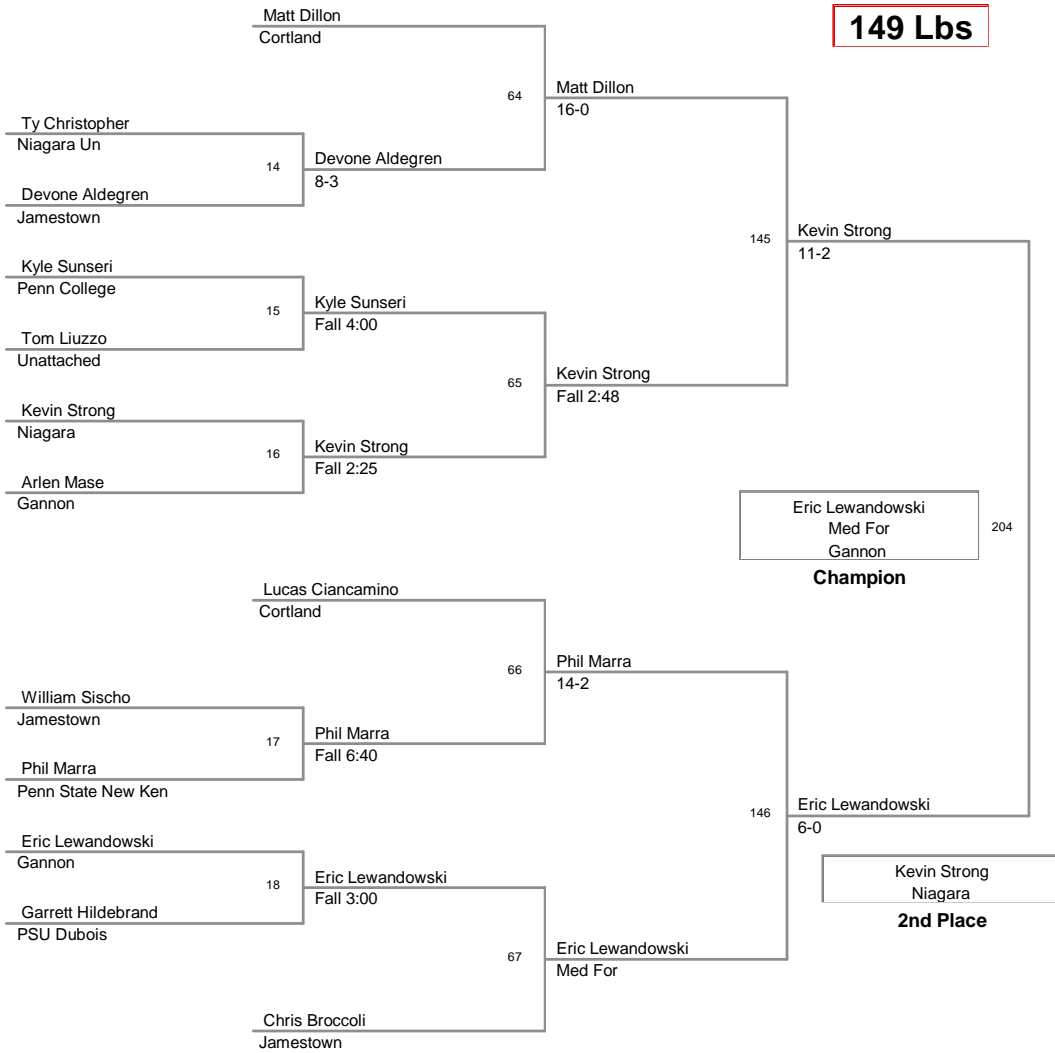 149 Lbs
Matt Dillon
Cortland
64
Matt Dillon
16-0
Ty Christopher
Niagara Un
14
Devone Aldegren
8-3
Devone Aldegren
Jamestown
145
Kevin Strong
11-2
Kyle Sunseri
Penn College
15
Kyle Sunseri
Fall 4:00
Tom Liuzzo
Unattached
65
Kevin Strong
Fall 2:48
Kevin Strong
Niagara
16
Kevin Strong
Fall 2:25
Arlen Mase
Gannon
Eric Lewandowski
Med For
Gannon
204
Champion
Lucas Ciancamino
Cortland
66
Phil Marra
14-2
William Sischo
Jamestown
17
Phil Marra
Fall 6:40
Phil Marra
Penn State New Ken
146
Eric Lewandowski
6-0
Eric Lewandowski
Gannon
18
Eric Lewandowski
Fall 3:00
Garrett Hildebrand
PSU Dubois
Kevin Strong
Niagara
2nd Place
67
Eric Lewandowski
Med For
Chris Broccoli
Jamestown